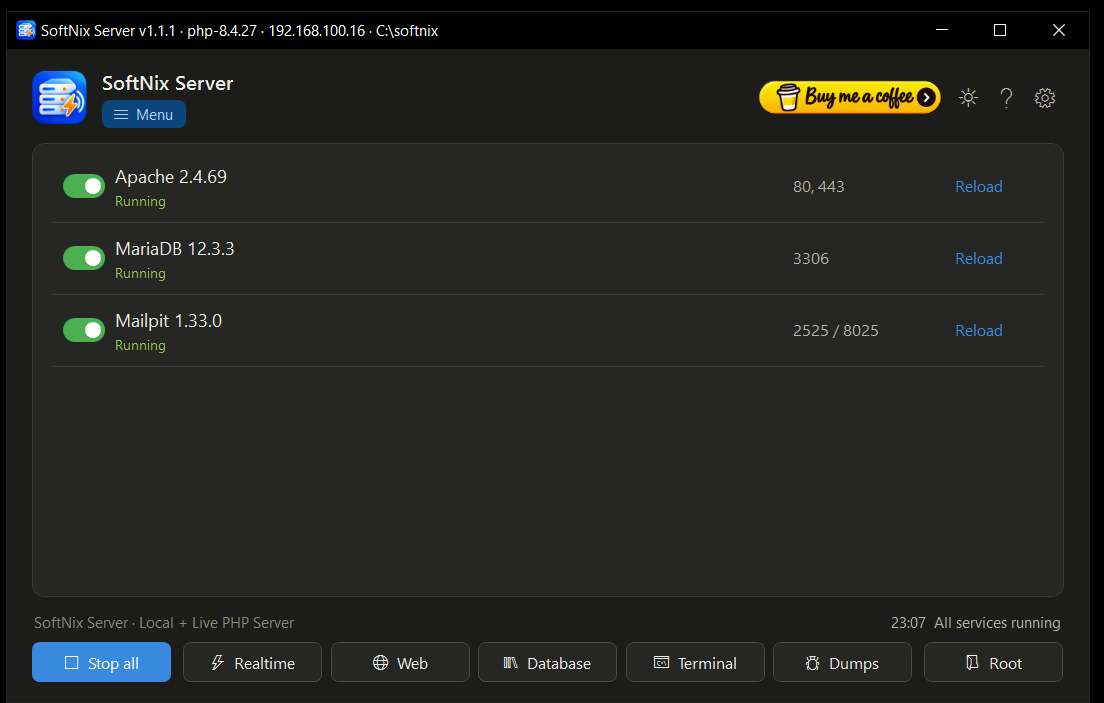 SoftNix Server v1.1.1 · php-8.4.27 · 192.168.100.16 · C:\softnix
SoftNix Server
Menu
Buy me a coffee
Apache 2.4.69
Running
80, 443
Reload
MariaDB 12.3.3
Running
3306
Reload
Mailpit 1.33.0
Running
2525 / 8025
Reload
SoftNix Server · Local + Live PHP Server
23:07 All services running
Stop all
Realtime
Web
Database
Terminal
Dumps
Root